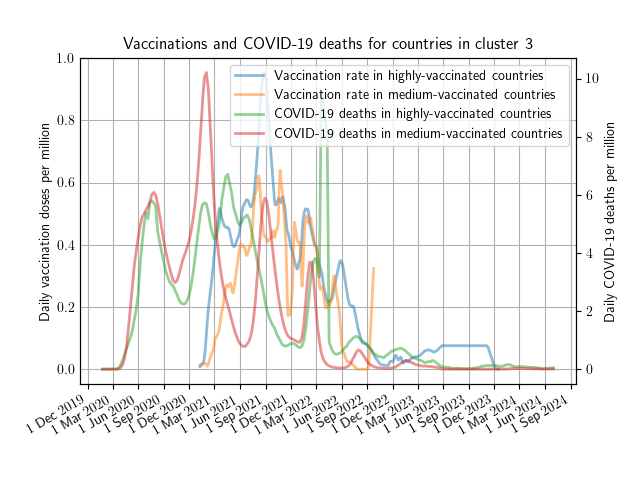 Vaccinations and COVID-19 deaths for countries in cluster 3
Vaccination rate in highly-vaccinated countries
Vaccination rate in medium-vaccinated countries
COVID-19 deaths in highly-vaccinated countries
COVID-19 deaths in medium-vaccinated countries
Daily vaccination doses per million
1.0
0.8
0.6
0.4
0.2
0.0
Daily COVID-19 deaths per million
10
8
6
4
2
0
1 Dec 2019
1 Mar 2020
1 Jun 2020
1 Sep 2020
1 Dec 2020
1 Mar 2021
1 Jun 2021
1 Sep 2021
1 Dec 2021
1 Mar 2022
1 Jun 2022
1 Sep 2022
1 Dec 2022
1 Mar 2023
1 Jun 2023
1 Sep 2023
1 Dec 2023
1 Mar 2024
1 Jun 2024
1 Sep 2024